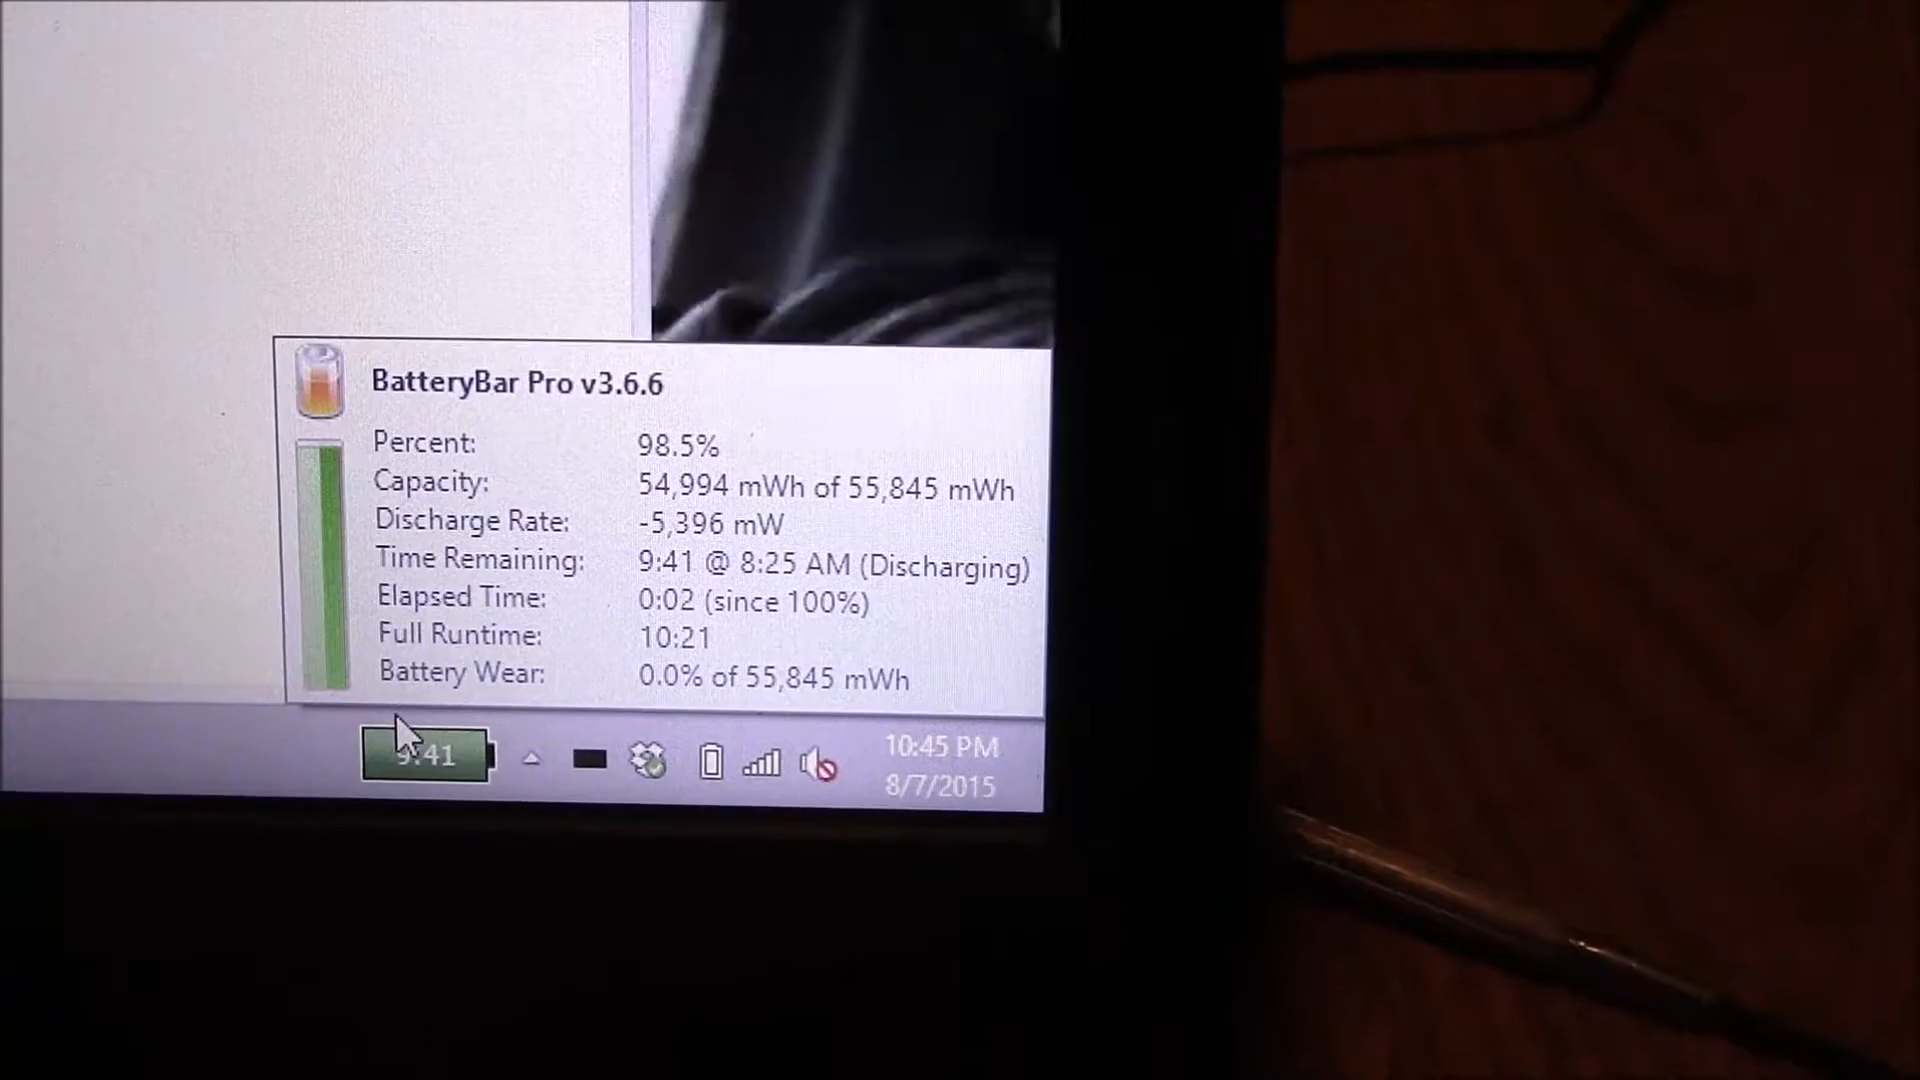 BatteryBar Pro v3.6.6
Percent: 98.5%
Capacity: 54,994 mWh of 55,845 mWh
Discharge Rate: -5,396 mW
Time Remaining: 9:41 @ 8:25 AM (Discharging)
Elapsed Time: 0:02 (since 100%)
Full Runtime: 10:21
Battery Wear: 0.0% of 55,845 mWh
9:41
10:45 PM
8/7/2015